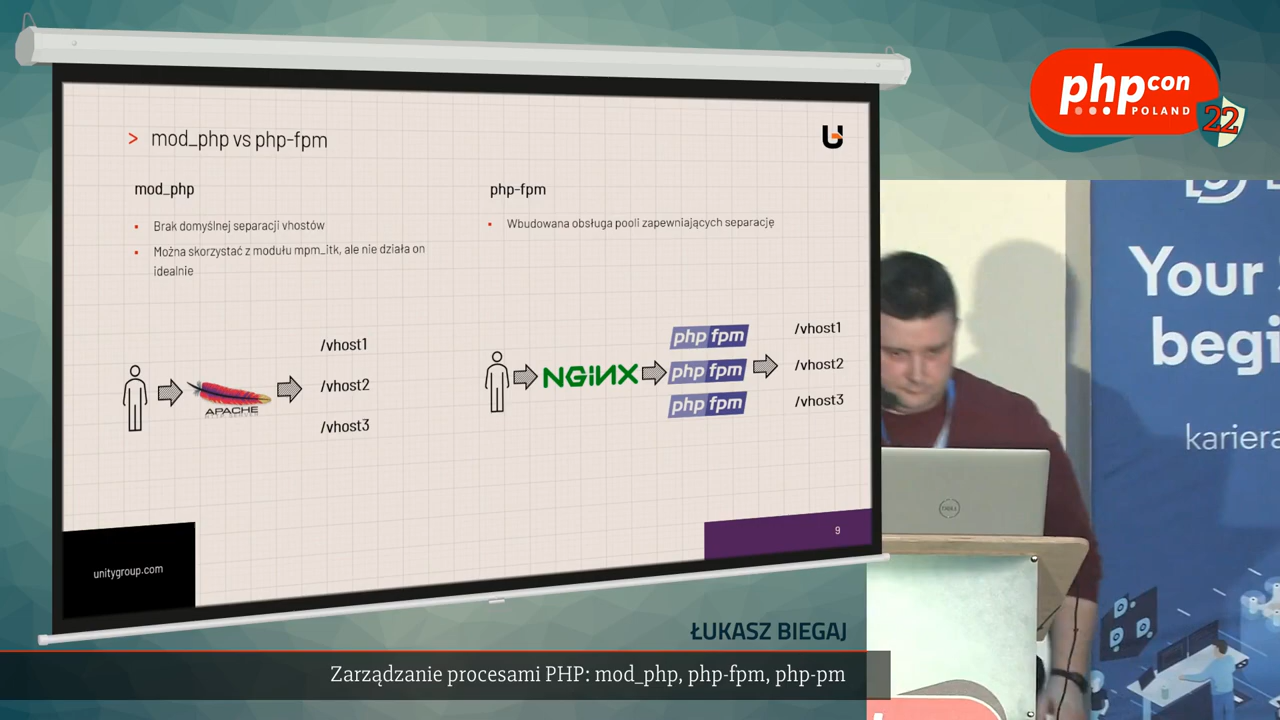 phpcon
POLAND
22
> mod_php vs php-fpm
mod_php
Brak domyślnej separacji vhostów
Można skorzystać z modułu mpm_itk, ale nie działa on
idealnie
php-fpm
Wbudowana obsługa pooli zapewniających separację
/vhost1
/vhost2
/vhost3
APACHE
NGiNX
php fpm
php fpm
php fpm
/vhost1
/vhost2
/vhost3
unitygroup.com
9
Your
begi
kariera
DELL
ŁUKASZ BIEGAJ
Zarządzanie procesami PHP: mod_php, php-fpm, php-pm